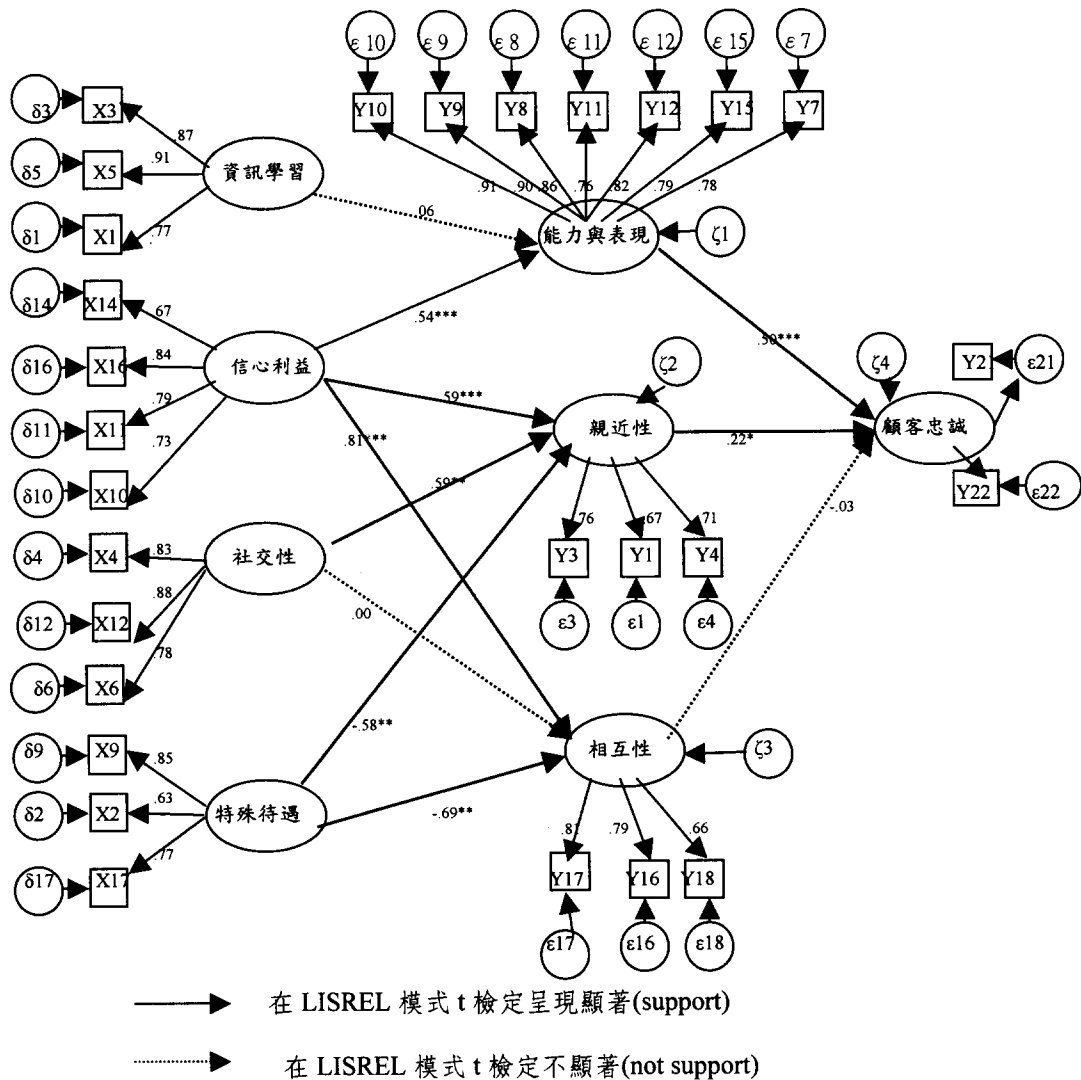 ε10 ε9 ε8 ε11 ε12 ε15 ε7
Y10 Y9 Y8 Y11 Y12 Y15 Y7
.91 .90 .86 .76 .82 .79 .78
能力與表現
ζ1
δ3 X3 .87
δ5 X5 .91
δ1 X1 .77
資訊學習
.06
δ14 X14 .67
δ16 X16 .84
δ11 X11 .79
δ10 X10 .73
信心利益
.54***
.59***
.81***
ζ2
親近性
.76 .67 .71
Y3 Y1 Y4
ε3 ε1 ε4
.50***
.22*
-.03
ζ4
顧客忠誠
Y21 ε21
Y22 ε22
δ4 X4 .83
δ12 X12 .88
δ6 X6 .78
社交性
.59**
.00
δ9 X9 .85
δ2 X2 .63
δ17 X17 .77
特殊待遇
-.58**
-.69**
相互性
ζ3
.79 .66
Y17 Y16 Y18
ε17 ε16 ε18
在 LISREL 模式 t 檢定呈現顯著(support)
在 LISREL 模式 t 檢定不顯著(not support)